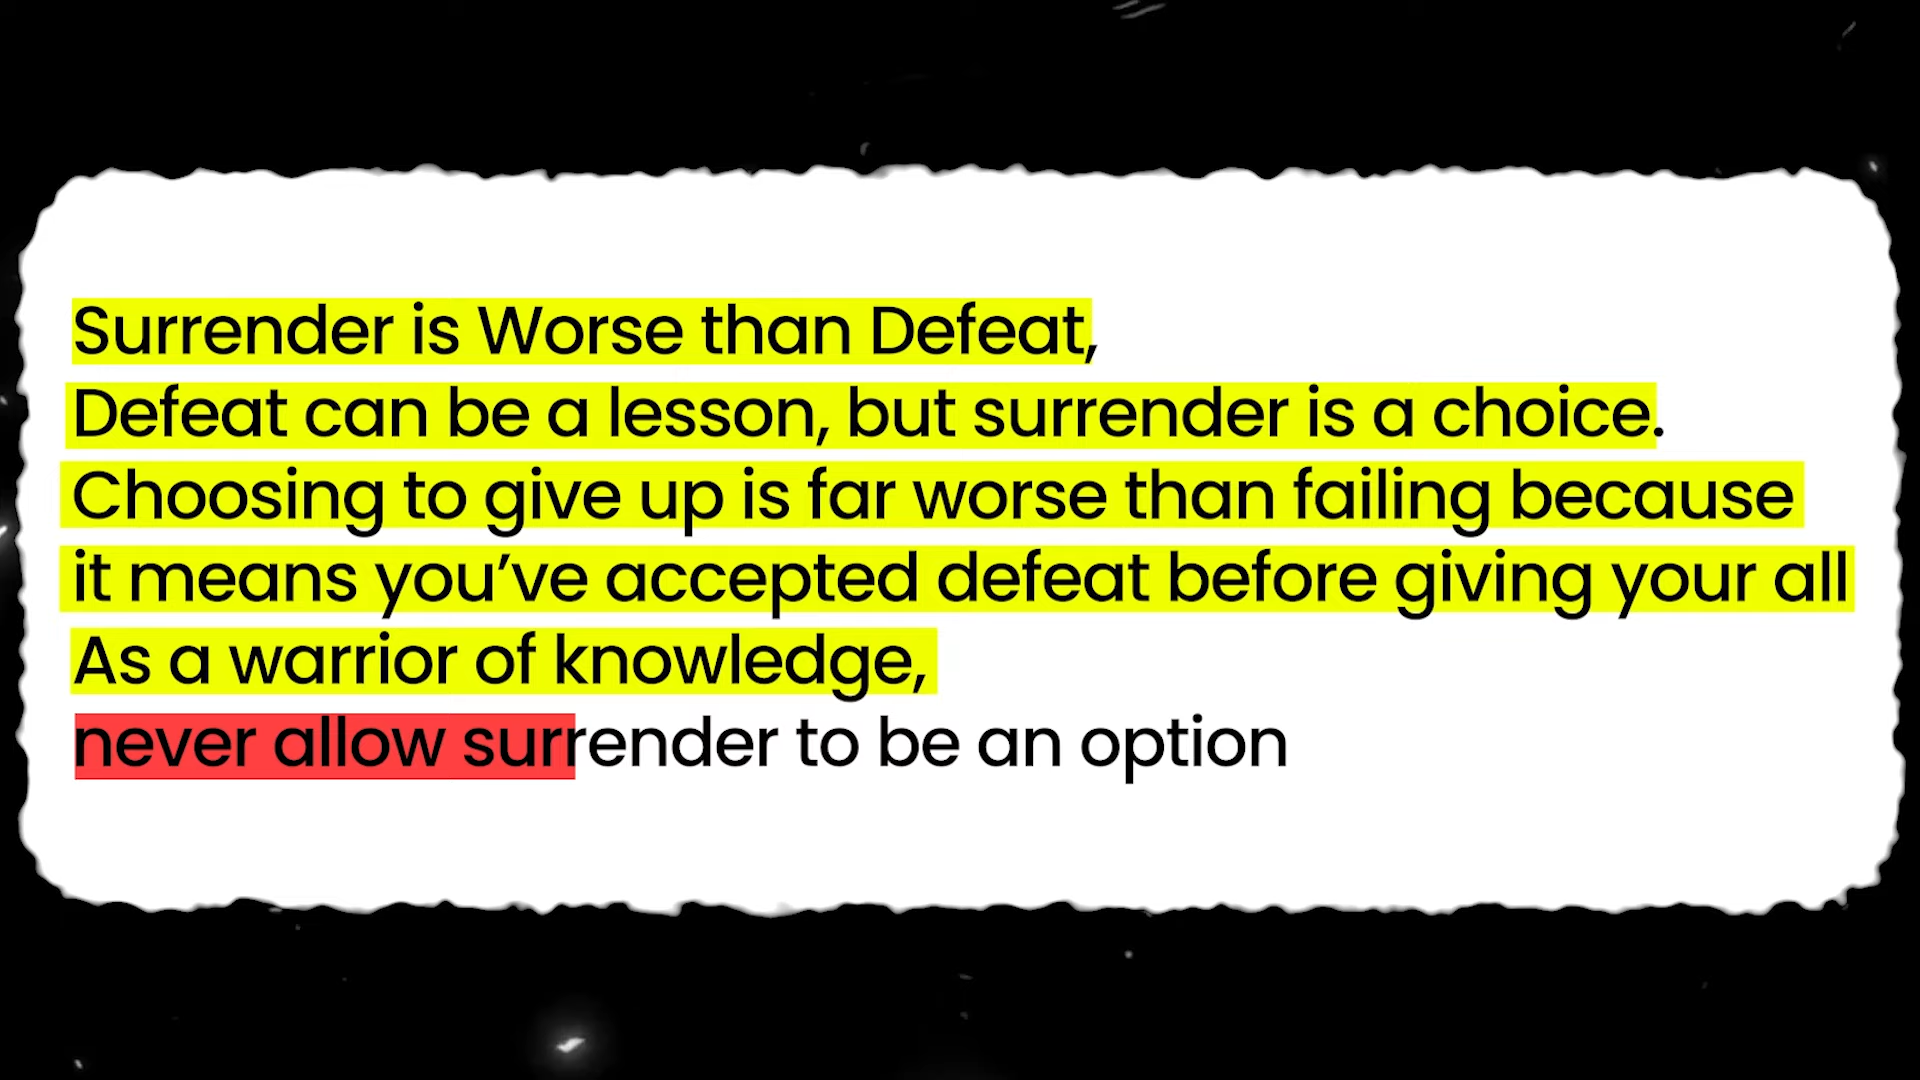 Surrender is Worse than Defeat,
Defeat can be a lesson, but surrender is a choice.
Choosing to give up is far worse than failing because
it means you’ve accepted defeat before giving your all
As a warrior of knowledge,
never allow surrender to be an option